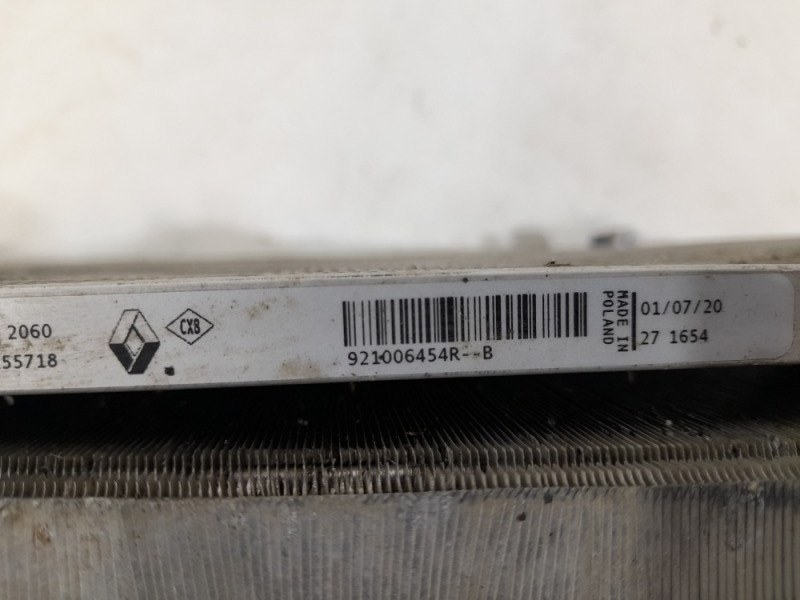 2060
55718
CX8
921006454R--B
MADE IN
POLAND
01/07/20
27 1654